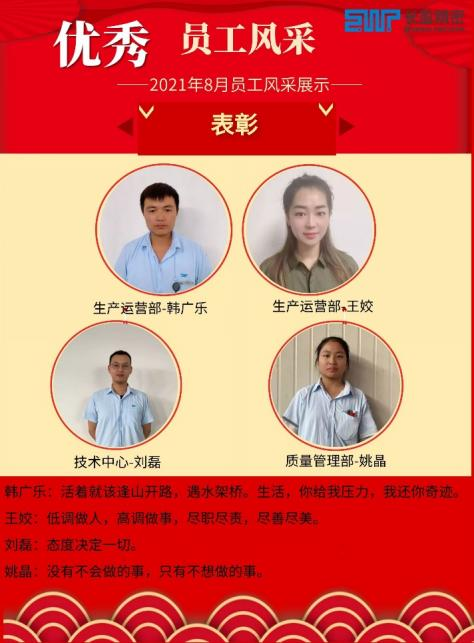 优秀 员工风采
SWP
2021年8月员工风采展示
表彰
生产运营部-韩广乐
生产运营部-王姣
技术中心-刘磊
质量管理部-姚晶
韩广乐：活着就该逢山开路，遇水架桥。生活，你给我压力，我还你奇迹。
王姣：低调做人，高调做事，尽职尽责，尽善尽美。
刘磊：态度决定一切。
姚晶：没有不会做的事，只有不想做的事。